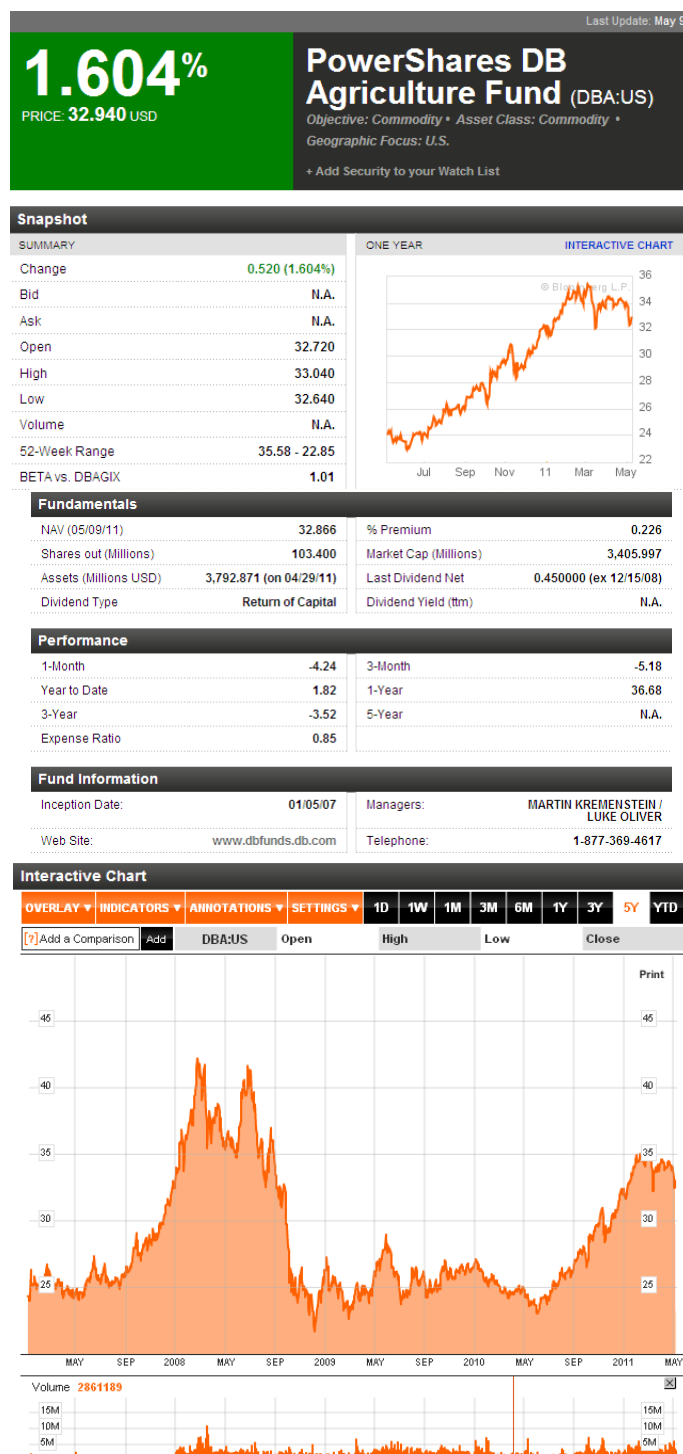 Last Update: May 9
1.604%
PRICE: 32.940 USD
PowerShares DB
Agriculture Fund (DBA:US)
Objective: Commodity • Asset Class: Commodity •
Geographic Focus: U.S.
+ Add Security to your Watch List
Snapshot
SUMMARY
Change 0.520 (1.604%)
Bid N.A.
Ask N.A.
Open 32.720
High 33.040
Low 32.640
Volume N.A.
52-Week Range 35.58 - 22.85
BETA vs. DBAGIX 1.01
ONE YEAR INTERACTIVE CHART
© Bloomberg L.P.
36
34
32
30
28
26
24
22
Jul Sep Nov 11 Mar May
Fundamentals
NAV (05/09/11) 32.866 % Premium 0.226
Shares out (Millions) 103.400 Market Cap (Millions) 3,405.997
Assets (Millions USD) 3,792.871 (on 04/29/11) Last Dividend Net 0.450000 (ex 12/15/08)
Dividend Type Return of Capital Dividend Yield (ttm) N.A.
Performance
1-Month -4.24 3-Month -5.18
Year to Date 1.82 1-Year 36.68
3-Year -3.52 5-Year N.A.
Expense Ratio 0.85
Fund Information
Inception Date: 01/05/07 Managers: MARTIN KREMENSTEIN /
LUKE OLIVER
Web Site: www.dbfunds.db.com Telephone: 1-877-369-4617
Interactive Chart
OVERLAY ▼ INDICATORS ▼ ANNOTATIONS ▼ SETTINGS ▼ 1D 1W 1M 3M 6M 1Y 3Y 5Y YTD
[?] Add a Comparison Add DBA:US Open High Low Close
Print
45 45
40 40
35 35
30 30
25 25
MAY SEP 2008 MAY SEP 2009 MAY SEP 2010 MAY SEP 2011 MAY
Volume 2861189
15M 15M
10M 10M
5M 5M